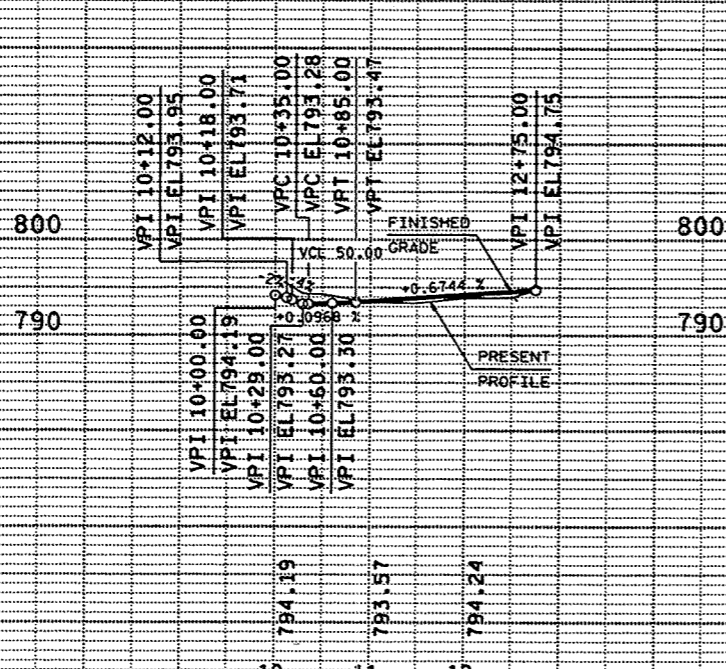 VPI 10+12.00
VPI EL793.95
VPI 10+18.00
VPI EL793.71
VPC 10+35.00
VPC EL793.28
VPT 10+85.00
VPT EL793.47
VPI 12+75.00
VPI EL794.75
800
800
FINISHED
GRADE
VCL 50.00
-2%
-4%
+0.6744 %
+0.0968 %
790
790
PRESENT
PROFILE
VPI 10+00.00
VPI EL794.19
VPI 10+29.00
VPI EL793.27
VPI 10+60.00
VPI EL793.30
794.19
793.57
794.24